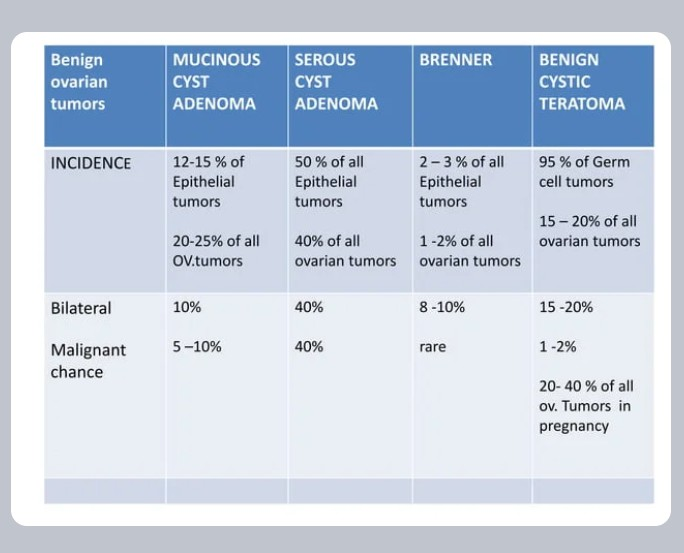 Benign
ovarian
tumors
MUCINOUS
CYST
ADENOMA
SEROUS
CYST
ADENOMA
BRENNER
BENIGN
CYSTIC
TERATOMA
INCIDENCE
12-15 % of
Epithelial
tumors
20-25% of all
OV.tumors
50 % of all
Epithelial
tumors
40% of all
ovarian tumors
2 – 3 % of all
Epithelial
tumors
1 -2% of all
ovarian tumors
95 % of Germ
cell tumors
15 – 20% of all
ovarian tumors
Bilateral
Malignant
chance
10%
5 –10%
40%
40%
8 -10%
rare
15 -20%
1 -2%
20- 40 % of all
ov. Tumors in
pregnancy